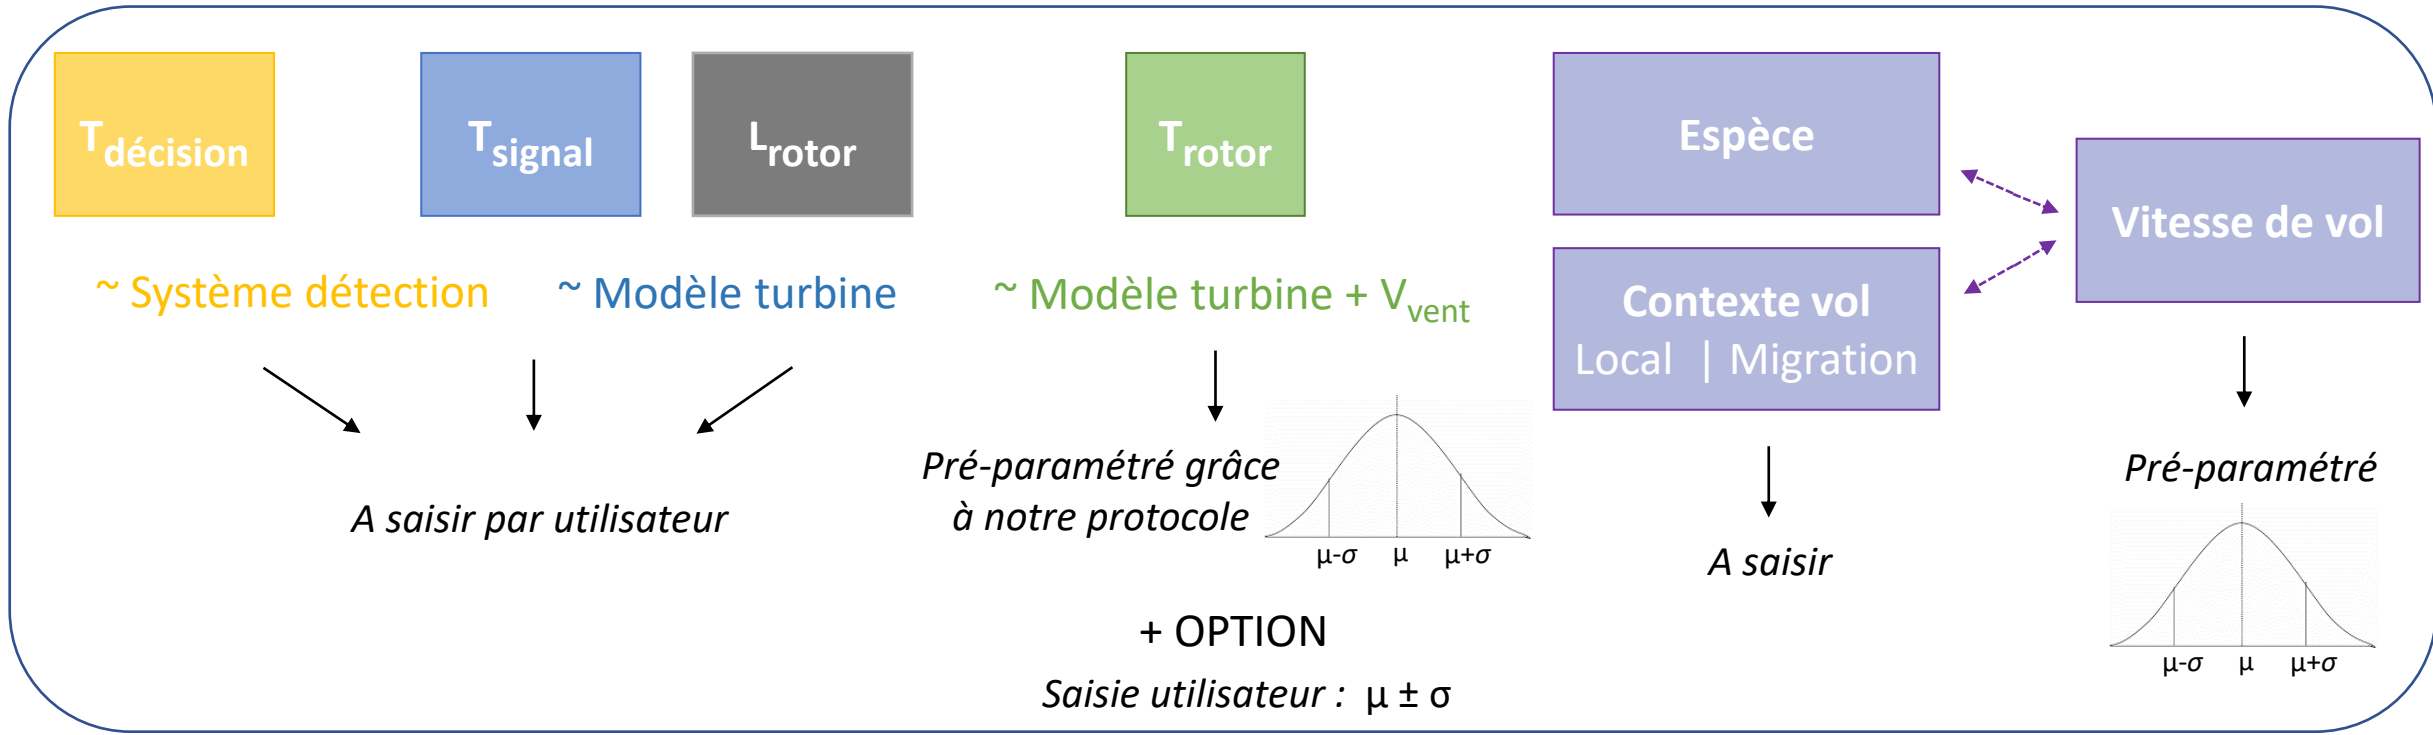 Tdécision
Tsignal
Lrotor
Trotor
Espèce
Vitesse de vol
~ Système détection
~ Modèle turbine
~ Modèle turbine + Vvent
Contexte vol
Local | Migration
A saisir par utilisateur
Pré-paramétré grâce
à notre protocole
μ-σ μ μ+σ
A saisir
Pré-paramétré
μ-σ μ μ+σ
+ OPTION
Saisie utilisateur : μ ± σ